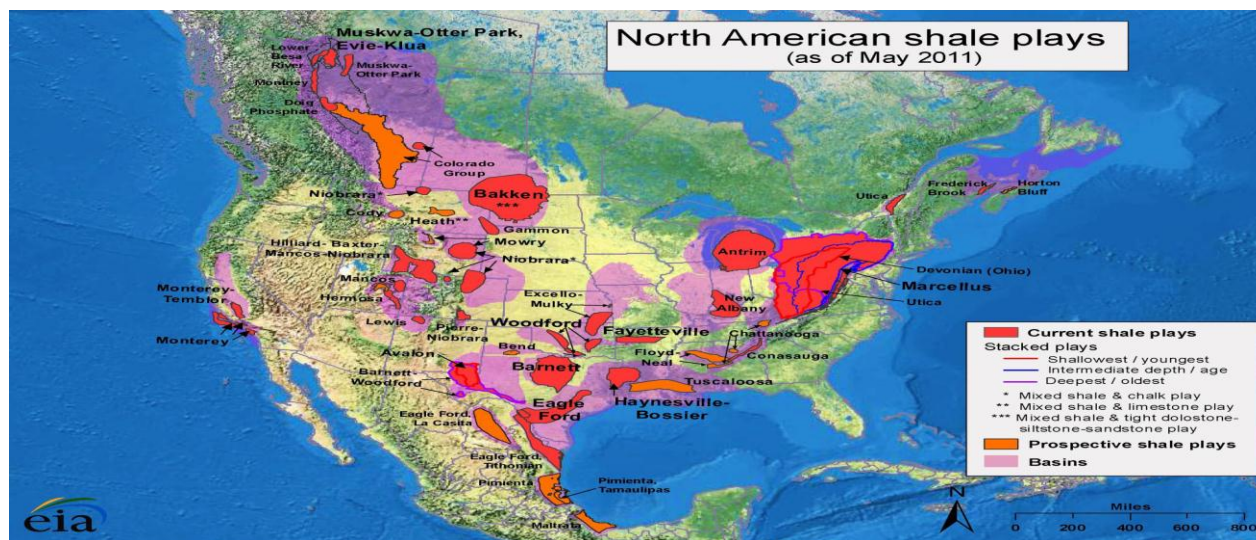 North American shale plays
(as of May 2011)
Muskwa-Otter Park,
Evie-Klua
Lower
Besa
River
Muskwa-
Otter Park
Montney
Doig
Phosphate
Colorado
Group
Niobrara*
Bakken
***
Cody
Heath**
Gammon
Hilliard- Baxter-
Mancos-Niobrara
Mowry
Niobrara*
Mancos
Hermosa
Lewis
Pierre-
Niobrara
Monterey-
Temblor
Monterey
Antrim
Utica
Frederick
Brook
Horton
Bluff
Devonian (Ohio)
Marcellus
Utica
New
Albany
Excello-
Mulky
Woodford
Fayetteville
Chattanooga
Bend
Floyd-
Neal
Conasauga
Avalon
Barnett
Barnett-
Woodford
Tuscaloosa
Haynesville-
Bossier
Eagle
Ford
Eagle Ford,
La Casita
Eagle Ford,
Tithonian
Pimienta
Pimienta,
Tamaulipas
Maltrata
Current shale plays
Stacked plays
Shallowest / youngest
Intermediate depth / age
Deepest / oldest
* Mixed shale & chalk play
** Mixed shale & limestone play
*** Mixed shale & tight dolostone-
siltstone-sandstone play
Prospective shale plays
Basins
eia
N
Miles
0 200 400 600 800